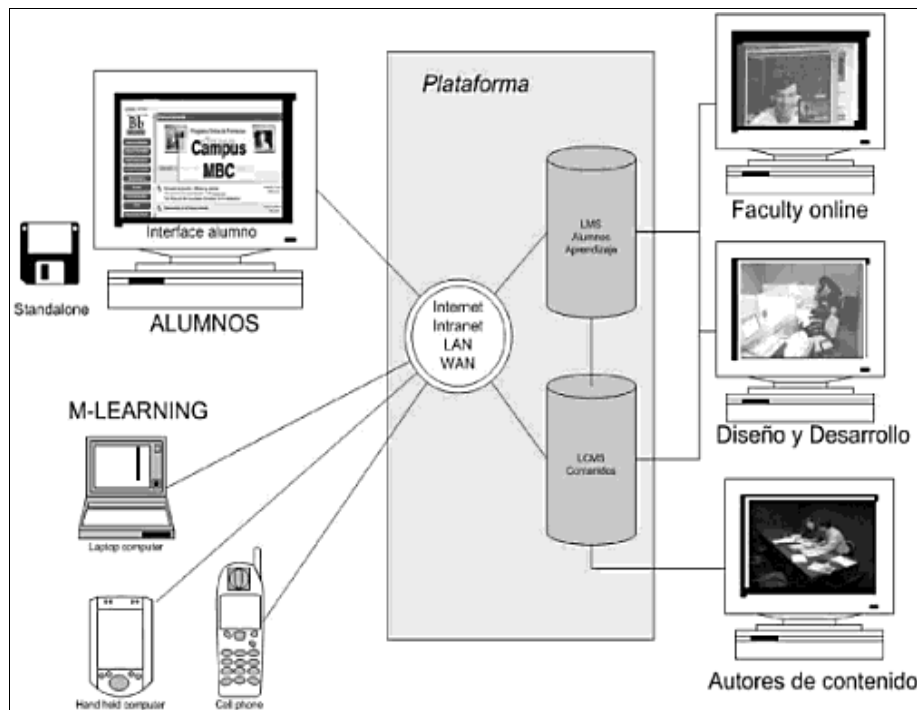 Plataforma
Bb
Campus
MBC
Interface alumno
Standalone
ALUMNOS
Internet
Intranet
LAN
WAN
LMS
Alumnos
Aprendizaje
LCMS
Contenidos
M-LEARNING
Laptop computer
Hand held computer
Cell phone
Faculty online
Diseño y Desarrollo
Autores de contenido